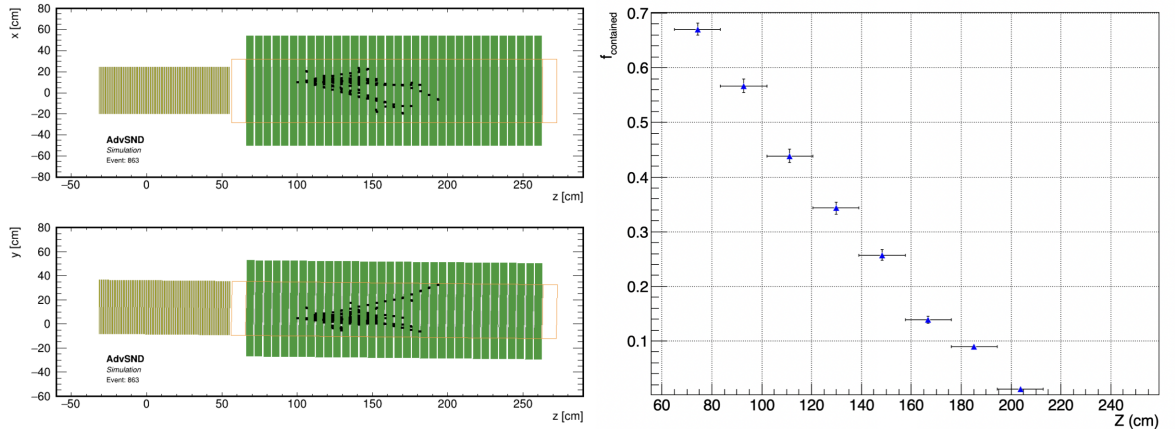 x [cm]
80
60
40
20
0
−20
−40
−60
−80
AdvSND
Simulation
Event: 863
−50 0 50 100 150 200 250
z [cm]
y [cm]
80
60
40
20
0
−20
−40
−60
AdvSND
Simulation
Event: 863
−50 0 50 100 150 200 250
z [cm]
f contained
0.7
0.6
0.5
0.4
0.3
0.2
0.1
60 80 100 120 140 160 180 200 220 240
Z (cm)